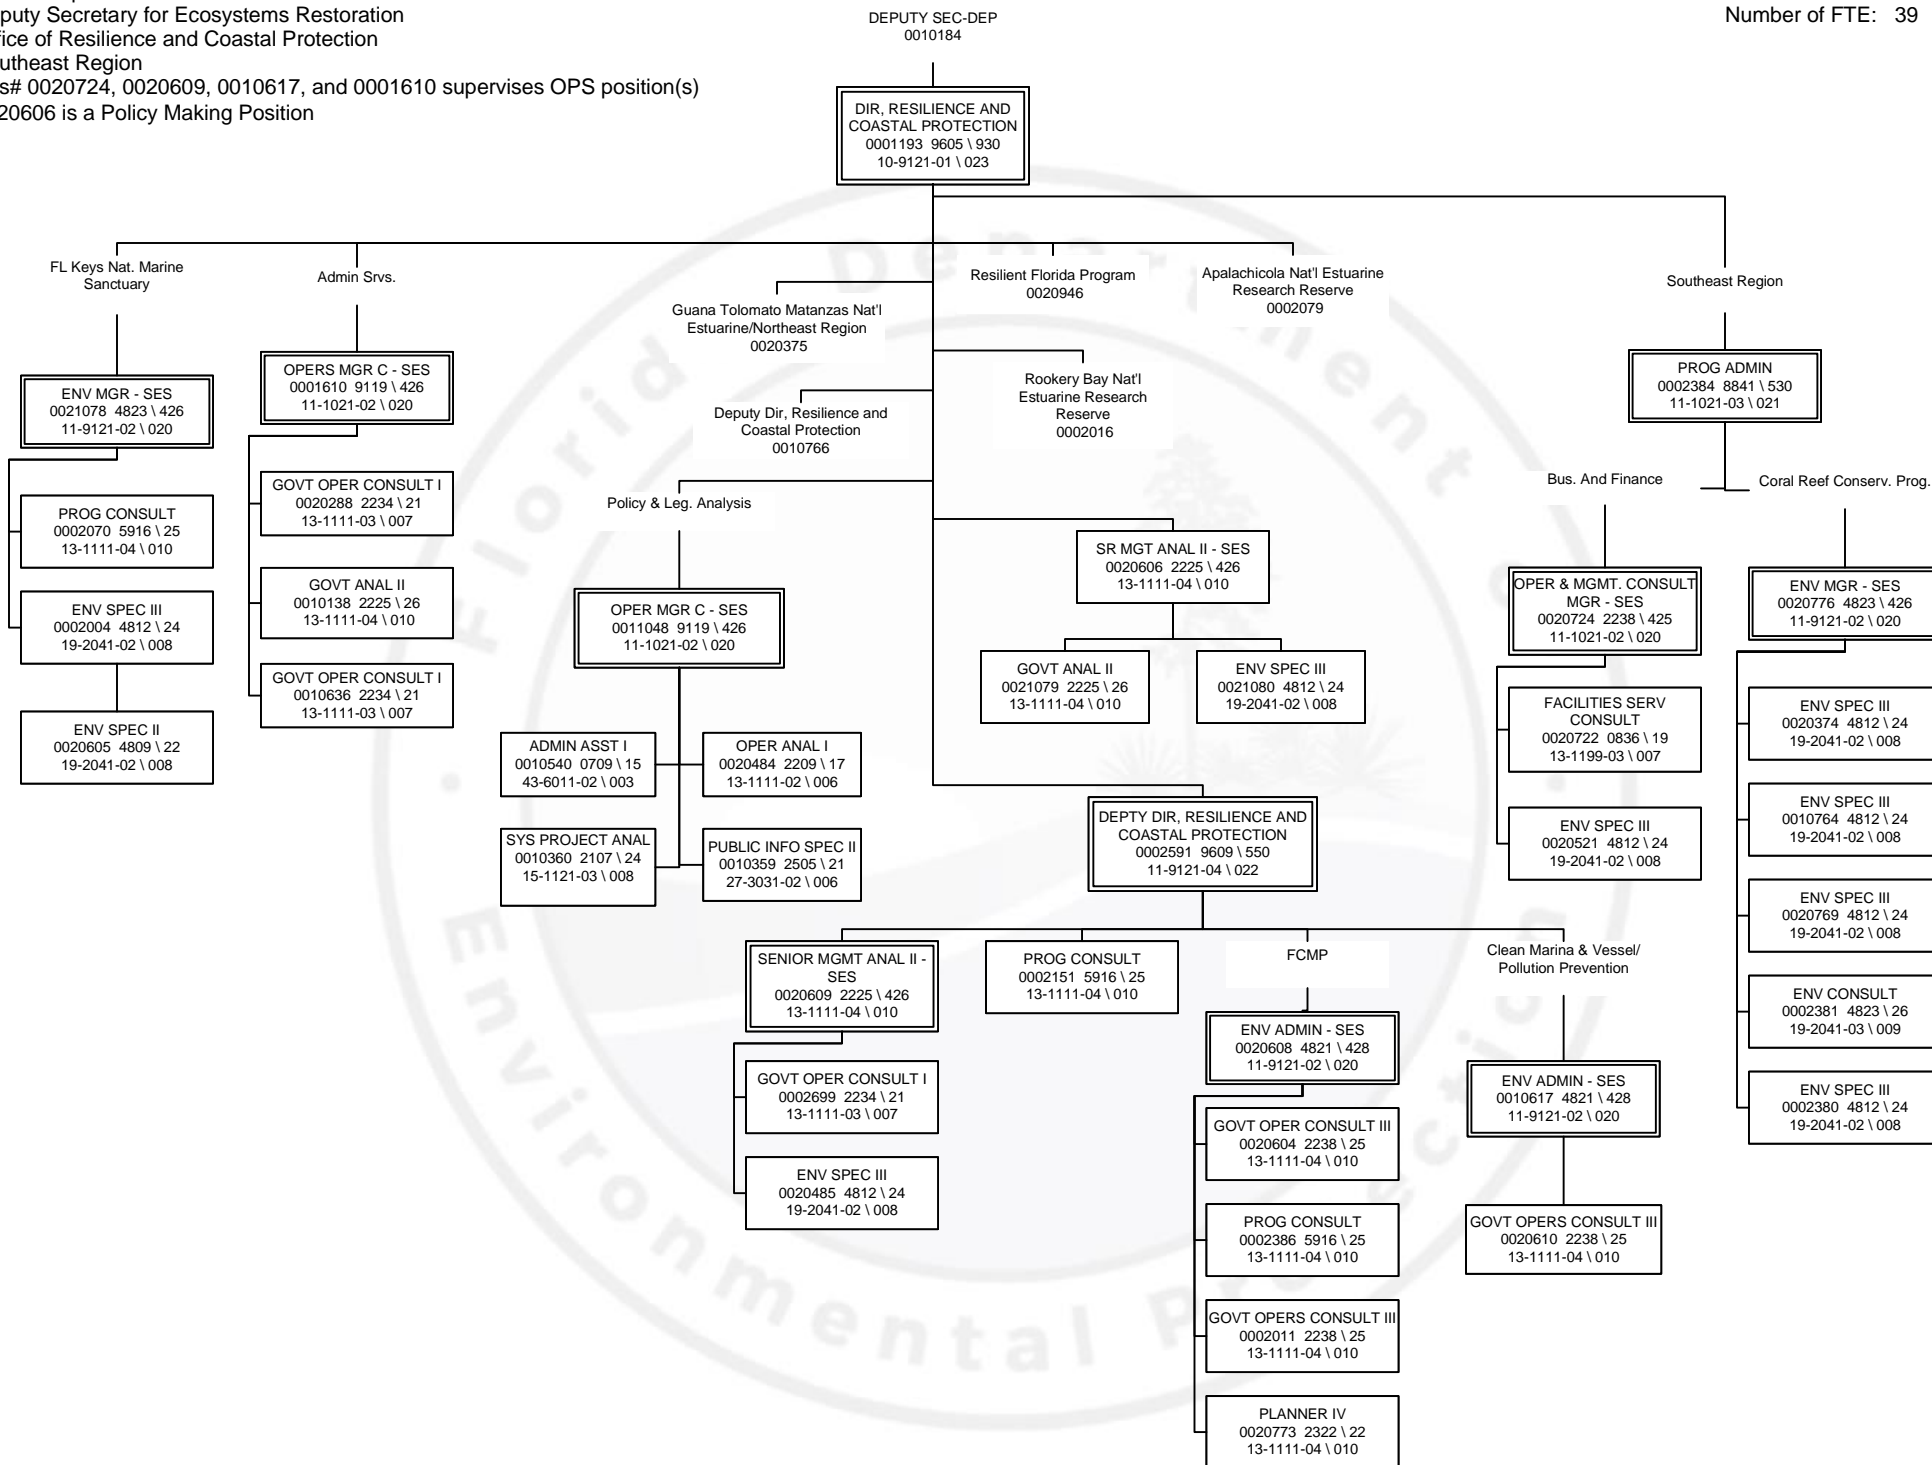 puty Secretary for Ecosystems Restoration
ice of Resilience and Coastal Protection
utheast Region
s# 0020724, 0020609, 0010617, and 0001610 supervises OPS position(s)
20606 is a Policy Making Position
Number of FTE: 39
DEPUTY SEC-DEP
0010184
DIR, RESILIENCE AND
COASTAL PROTECTION
0001193 9605 \ 930
10-9121-01 \ 023
FL Keys Nat. Marine
Sanctuary
ENV MGR - SES
0021078 4823 \ 426
11-9121-02 \ 020
PROG CONSULT
0002070 5916 \ 25
13-1111-04 \ 010
ENV SPEC III
0002004 4812 \ 24
19-2041-02 \ 008
ENV SPEC II
0020605 4809 \ 22
19-2041-02 \ 008
Admin Srvs.
OPERS MGR C - SES
0001610 9119 \ 426
11-1021-02 \ 020
GOVT OPER CONSULT I
0020288 2234 \ 21
13-1111-03 \ 007
GOVT ANAL II
0010138 2225 \ 26
13-1111-04 \ 010
GOVT OPER CONSULT I
0010636 2234 \ 21
13-1111-03 \ 007
Guana Tolomato Matanzas Nat'l
Estuarine/Northeast Region
0020375
Resilient Florida Program
0020946
Apalachicola Nat'l Estuarine
Research Reserve
0002079
Deputy Dir, Resilience and
Coastal Protection
0010766
Rookery Bay Nat'l
Estuarine Research
Reserve
0002016
Policy & Leg. Analysis
OPER MGR C - SES
0011048 9119 \ 426
11-1021-02 \ 020
ADMIN ASST I
0010540 0709 \ 15
43-6011-02 \ 003
OPER ANAL I
0020484 2209 \ 17
13-1111-02 \ 006
SYS PROJECT ANAL
0010360 2107 \ 24
15-1121-03 \ 008
PUBLIC INFO SPEC II
0010359 2505 \ 21
27-3031-02 \ 006
SR MGT ANAL II - SES
0020606 2225 \ 426
13-1111-04 \ 010
GOVT ANAL II
0021079 2225 \ 26
13-1111-04 \ 010
ENV SPEC III
0021080 4812 \ 24
19-2041-02 \ 008
DEPTY DIR, RESILIENCE AND
COASTAL PROTECTION
0002591 9609 \ 550
11-9121-04 \ 022
SENIOR MGMT ANAL II -
SES
0020609 2225 \ 426
13-1111-04 \ 010
GOVT OPER CONSULT I
0002699 2234 \ 21
13-1111-03 \ 007
ENV SPEC III
0020485 4812 \ 24
19-2041-02 \ 008
PROG CONSULT
0002151 5916 \ 25
13-1111-04 \ 010
FCMP
ENV ADMIN - SES
0020608 4821 \ 428
11-9121-02 \ 020
GOVT OPER CONSULT III
0020604 2238 \ 25
13-1111-04 \ 010
PROG CONSULT
0002386 5916 \ 25
13-1111-04 \ 010
GOVT OPERS CONSULT III
0002011 2238 \ 25
13-1111-04 \ 010
PLANNER IV
0020773 2322 \ 22
13-1111-04 \ 010
Clean Marina & Vessel/
Pollution Prevention
ENV ADMIN - SES
0010617 4821 \ 428
11-9121-02 \ 020
GOVT OPERS CONSULT III
0020610 2238 \ 25
13-1111-04 \ 010
Southeast Region
PROG ADMIN
0002384 8841 \ 530
11-1021-03 \ 021
Bus. And Finance
OPER & MGMT. CONSULT
MGR - SES
0020724 2238 \ 425
11-1021-02 \ 020
FACILITIES SERV
CONSULT
0020722 0836 \ 19
13-1199-03 \ 007
ENV SPEC III
0020521 4812 \ 24
19-2041-02 \ 008
Coral Reef Conserv. Prog.
ENV MGR - SES
0020776 4823 \ 426
11-9121-02 \ 020
ENV SPEC III
0020374 4812 \ 24
19-2041-02 \ 008
ENV SPEC III
0010764 4812 \ 24
19-2041-02 \ 008
ENV SPEC III
0020769 4812 \ 24
19-2041-02 \ 008
ENV CONSULT
0002381 4823 \ 26
19-2041-03 \ 009
ENV SPEC III
0002380 4812 \ 24
19-2041-02 \ 008